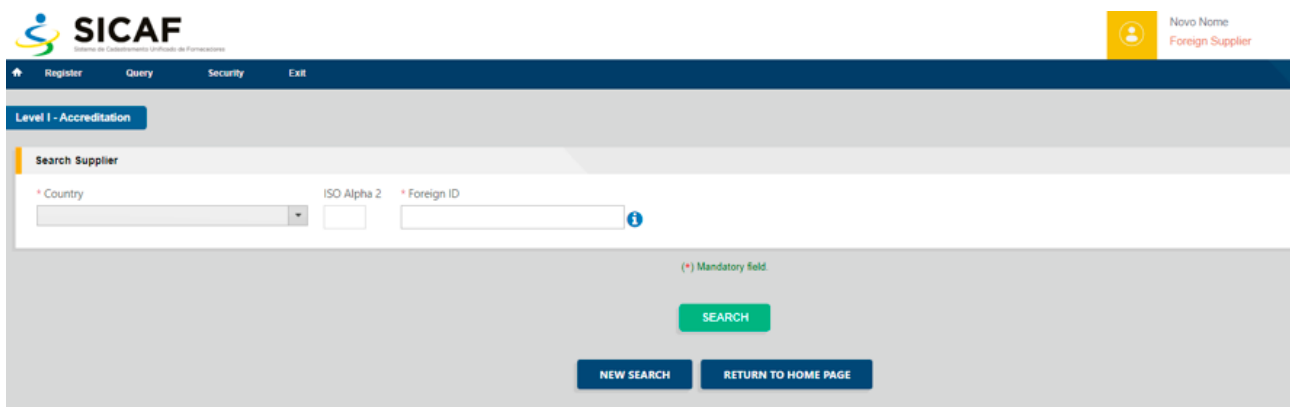 SICAF
Sistema de Cadastramento Unificado de Fornecedores
Novo Nome
Foreign Supplier
Register Query Security Exit
Level I - Accreditation
Search Supplier
* Country ISO Alpha 2 * Foreign ID
(*) Mandatory field.
SEARCH
NEW SEARCH RETURN TO HOME PAGE